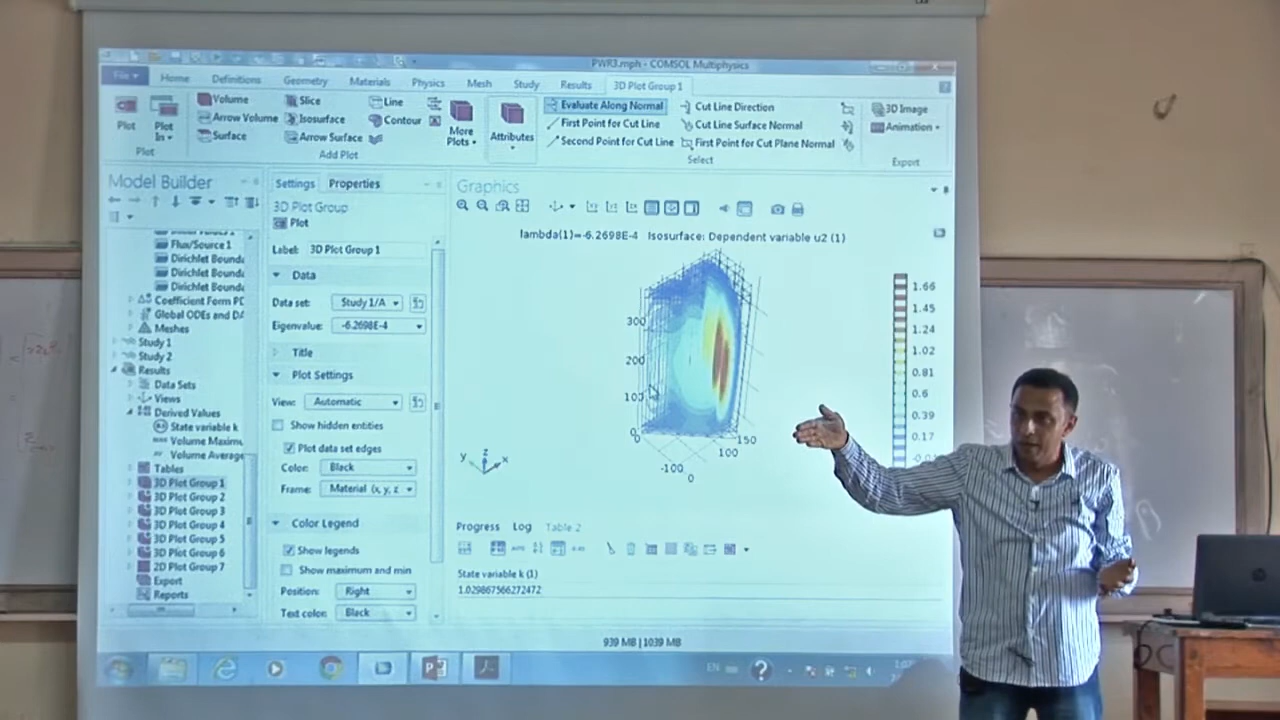 PWR3.mph - COMSOL Multiphysics
File Home Definitions Geometry Materials Physics Mesh Study Results 3D Plot Group 1
Volume Slice Line Evaluate Along Normal Cut Line Direction 3D Image
Arrow Volume Isosurface Contour First Point for Cut Line Cut Line Surface Normal Animation
Plot Plot In More Plots Attributes
Surface Arrow Surface Second Point for Cut Line First Point for Cut Plane Normal
Plot Add Plot Select Export
Model Builder
Flux/Source 1
Dirichlet Bounda
Dirichlet Bounda
Dirichlet Bounda
Coefficient Form PD
Global ODEs and DA
Meshes
Study 1
Study 2
Results
Data Sets
Views
Derived Values
State variable k
Volume Maximu
Volume Average
Tables
3D Plot Group 1
3D Plot Group 2
3D Plot Group 3
3D Plot Group 4
3D Plot Group 5
3D Plot Group 6
2D Plot Group 7
Export
Reports
Settings Properties
3D Plot Group
Plot
Label: 3D Plot Group 1
Data
Data set: Study 1/A
Eigenvalue: -6.2698E-4
Title
Plot Settings
View: Automatic
Show hidden entities
Plot data set edges
Color: Black
Frame: Material (x, y, z
Color Legend
Show legends
Show maximum and min
Position: Right
Text color: Black
Graphics
lambda(1)=-6.2698E-4 Isosurface: Dependent variable u2 (1)
300
200
100
0
150
100
-100
0
y z x
1.66
1.45
1.24
1.02
0.81
0.6
0.39
0.17
Progress Log Table 2
State variable k (1)
1.029867566272472
939 MB | 1039 MB
EN